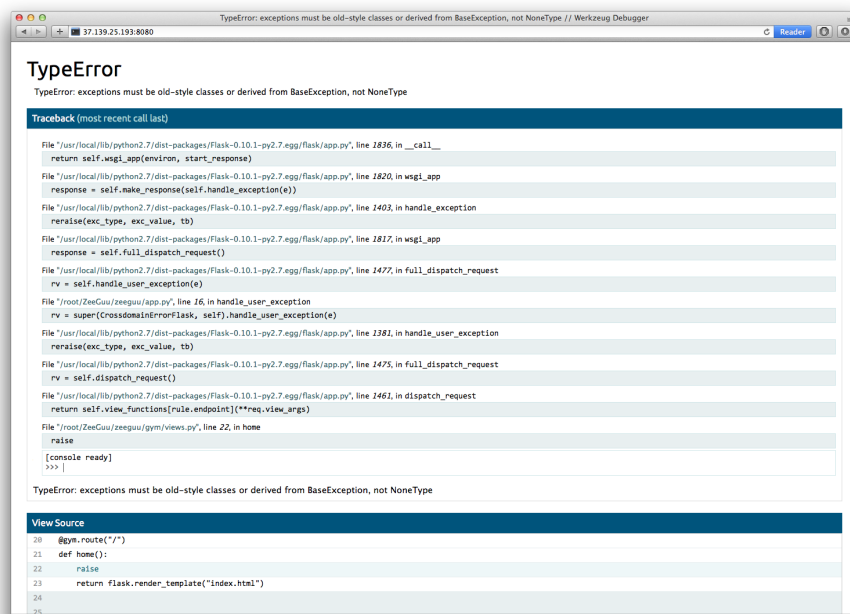 TypeError: exceptions must be old-style classes or derived from BaseException, not NoneType // Werkzeug Debugger
37.139.25.193:8080
Reader
TypeError
TypeError: exceptions must be old-style classes or derived from BaseException, not NoneType
Traceback (most recent call last)
File "/usr/local/lib/python2.7/dist-packages/Flask-0.10.1-py2.7.egg/flask/app.py", line 1836, in __call__
return self.wsgi_app(environ, start_response)
File "/usr/local/lib/python2.7/dist-packages/Flask-0.10.1-py2.7.egg/flask/app.py", line 1820, in wsgi_app
response = self.make_response(self.handle_exception(e))
File "/usr/local/lib/python2.7/dist-packages/Flask-0.10.1-py2.7.egg/flask/app.py", line 1403, in handle_exception
reraise(exc_type, exc_value, tb)
File "/usr/local/lib/python2.7/dist-packages/Flask-0.10.1-py2.7.egg/flask/app.py", line 1817, in wsgi_app
response = self.full_dispatch_request()
File "/usr/local/lib/python2.7/dist-packages/Flask-0.10.1-py2.7.egg/flask/app.py", line 1477, in full_dispatch_request
rv = self.handle_user_exception(e)
File "/root/ZeeGuu/zeeguu/app.py", line 16, in handle_user_exception
rv = super(CrossdomainErrorFlask, self).handle_user_exception(e)
File "/usr/local/lib/python2.7/dist-packages/Flask-0.10.1-py2.7.egg/flask/app.py", line 1381, in handle_user_exception
reraise(exc_type, exc_value, tb)
File "/usr/local/lib/python2.7/dist-packages/Flask-0.10.1-py2.7.egg/flask/app.py", line 1475, in full_dispatch_request
rv = self.dispatch_request()
File "/usr/local/lib/python2.7/dist-packages/Flask-0.10.1-py2.7.egg/flask/app.py", line 1461, in dispatch_request
return self.view_functions[rule.endpoint](**req.view_args)
File "/root/ZeeGuu/zeeguu/gym/views.py", line 22, in home
raise
[console ready]
>>>
TypeError: exceptions must be old-style classes or derived from BaseException, not NoneType
View Source
20 @gym.route("/")
21 def home():
22 raise
23 return flask.render_template("index.html")
24
25